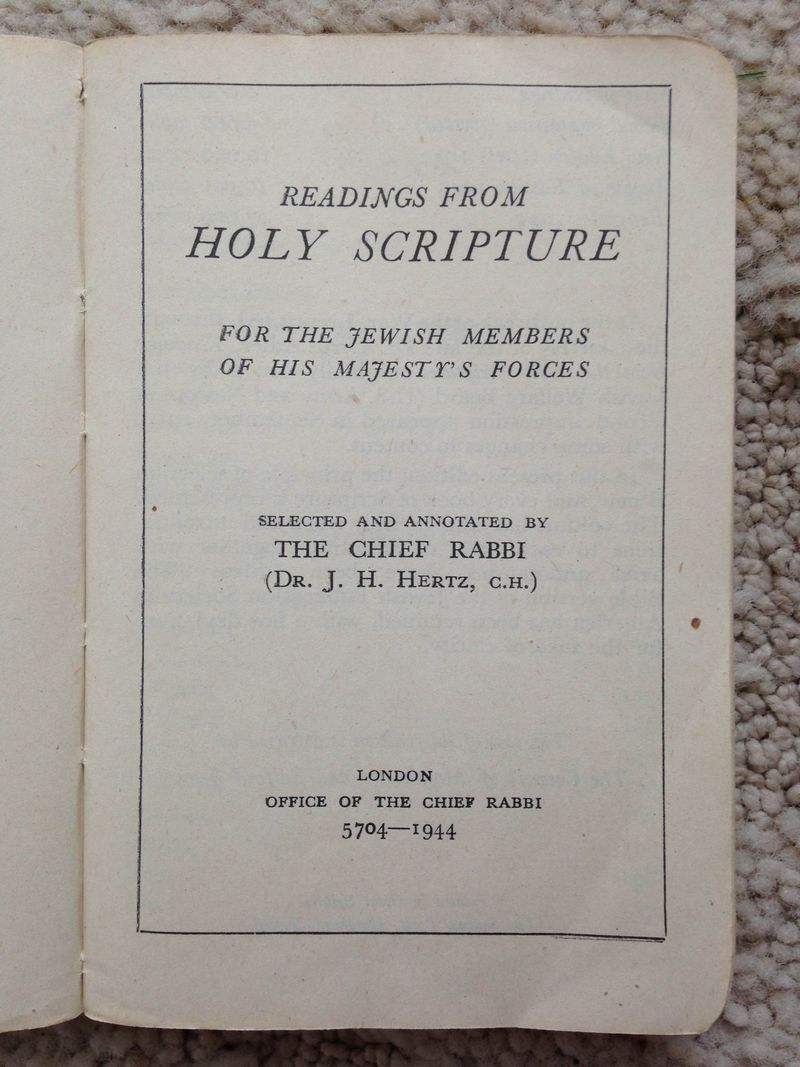 READINGS FROM
HOLY SCRIPTURE
FOR THE JEWISH MEMBERS
OF HIS MAJESTY'S FORCES
SELECTED AND ANNOTATED BY
THE CHIEF RABBI
(DR. J. H. HERTZ, C.H.)
LONDON
OFFICE OF THE CHIEF RABBI
5704—1944